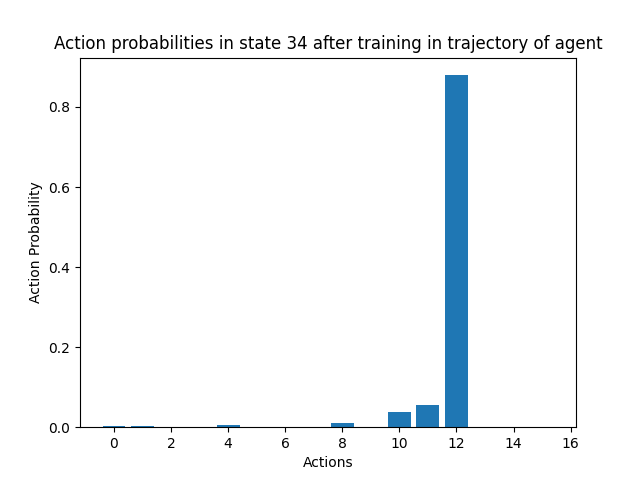 Action probabilities in state 34 after training in trajectory of agent
Action Probability
0.8
0.6
0.4
0.2
0.0
0 2 4 6 8 10 12 14 16
Actions